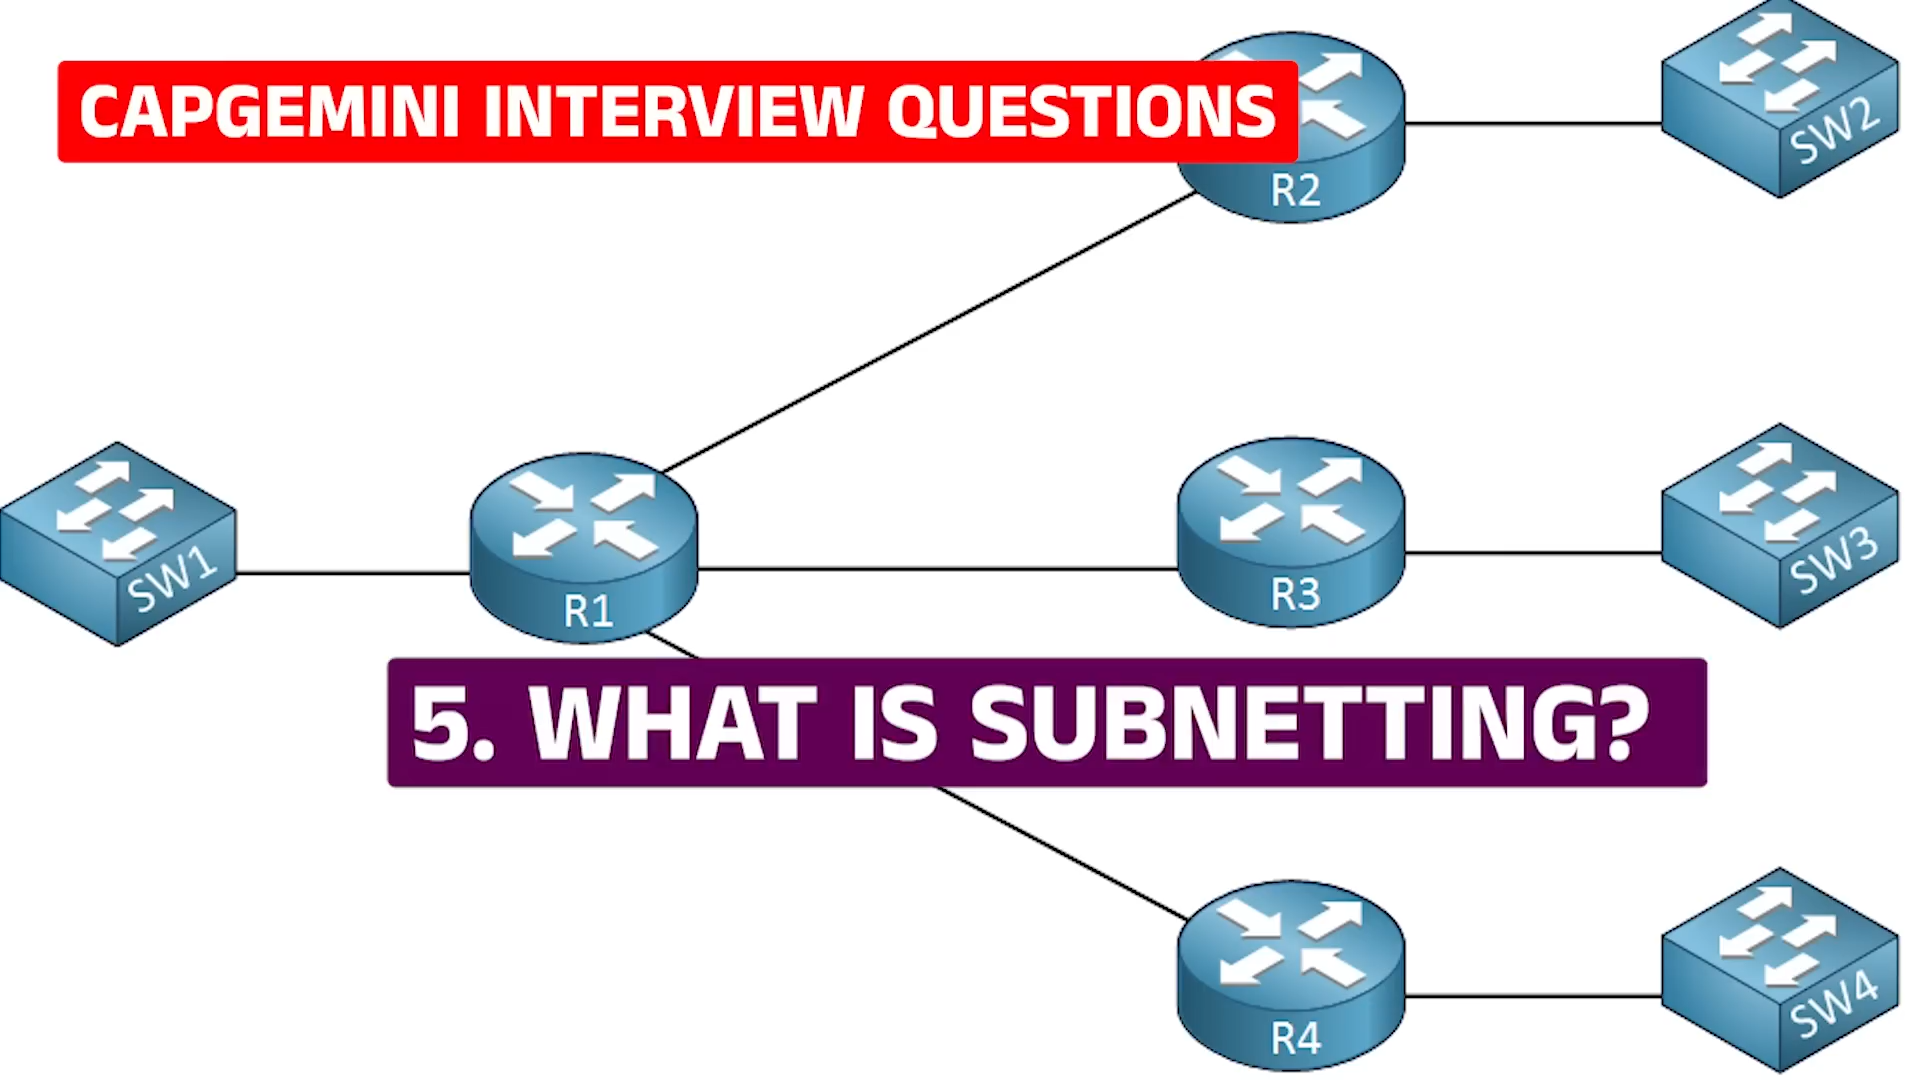 CAPGEMINI INTERVIEW QUESTIONS
SW2
R2
SW1
R1
R3
SW3
5. WHAT IS SUBNETTING?
R4
SW4